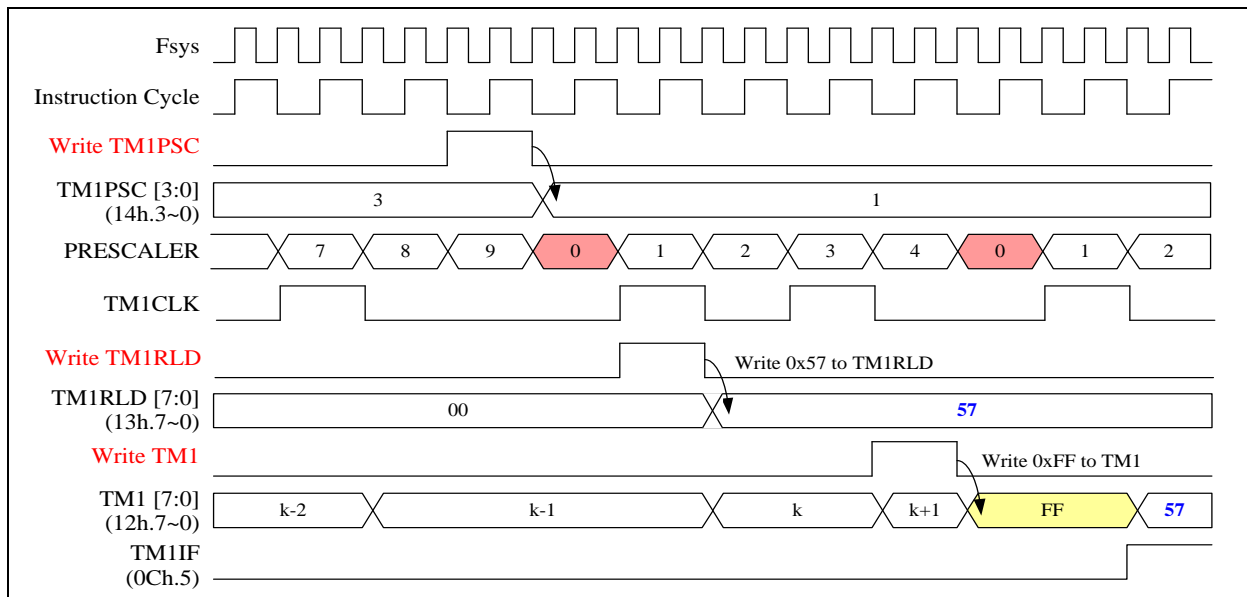 Fsys
Instruction Cycle
Write TM1PSC
TM1PSC [3:0]
(14h.3~0)
3
1
PRESCALER
7 8 9 0 1 2 3 4 0 1 2
TM1CLK
Write TM1RLD
Write 0x57 to TM1RLD
TM1RLD [7:0]
(13h.7~0)
00
57
Write TM1
Write 0xFF to TM1
TM1 [7:0]
(12h.7~0)
k-2 k-1 k k+1 FF 57
TM1IF
(0Ch.5)